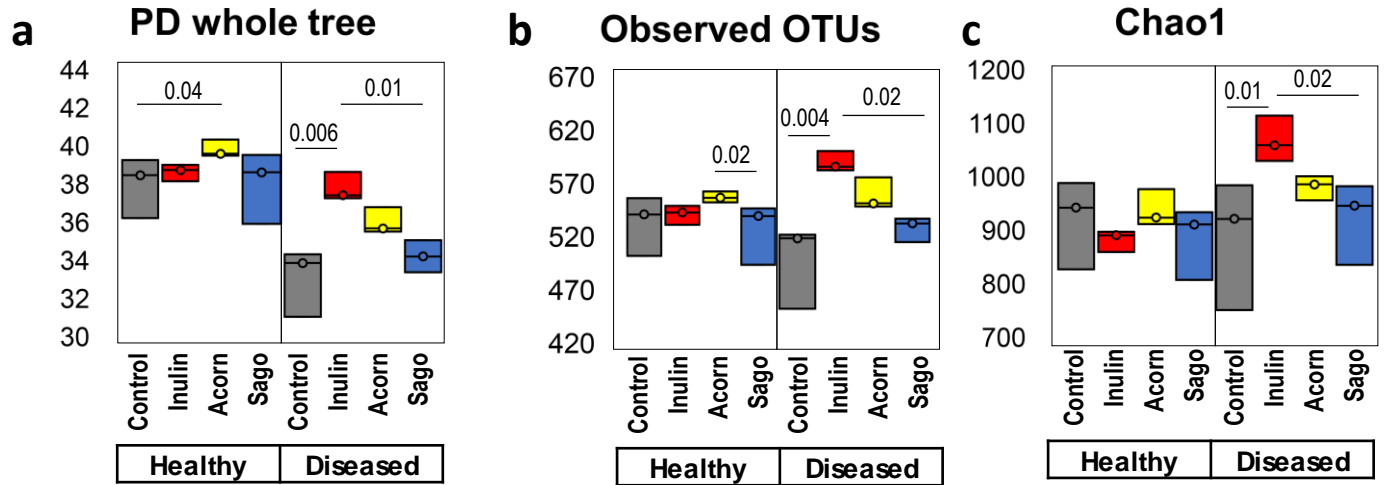 a PD whole tree
44
42
40
38
36
34
32
30
0.04
0.01
0.006
Control
Inulin
Acorn
Sago
Control
Inulin
Acorn
Sago
Healthy Diseased
b Observed OTUs
670
620
570
520
470
420
0.02
0.004
0.02
Control
Inulin
Acorn
Sago
Control
Inulin
Acorn
Sago
Healthy Diseased
c Chao1
1200
1100
1000
900
800
700
0.01
0.02
Control
Inulin
Acorn
Sago
Control
Inulin
Acorn
Sago
Healthy Diseased